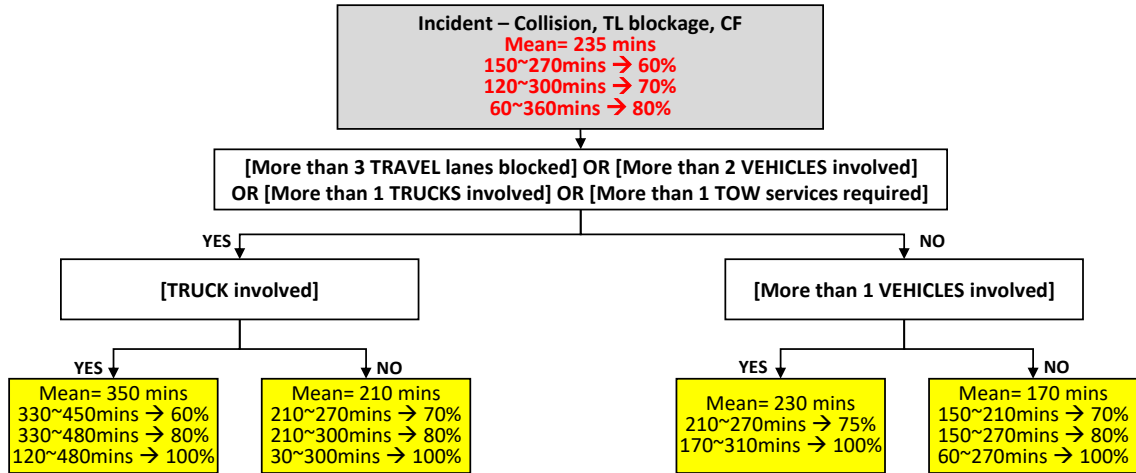 Incident – Collision, TL blockage, CF
Mean= 235 mins
150~270mins → 60%
120~300mins → 70%
60~360mins → 80%
[More than 3 TRAVEL lanes blocked] OR [More than 2 VEHICLES involved]
OR [More than 1 TRUCKS involved] OR [More than 1 TOW services required]
YES
NO
[TRUCK involved]
[More than 1 VEHICLES involved]
YES
NO
YES
NO
Mean= 350 mins
330~450mins → 60%
330~480mins → 80%
120~480mins → 100%
Mean= 210 mins
210~270mins → 70%
210~300mins → 80%
30~300mins → 100%
Mean= 230 mins
210~270mins → 75%
170~310mins → 100%
Mean= 170 mins
150~210mins → 70%
150~270mins → 80%
60~270mins → 100%